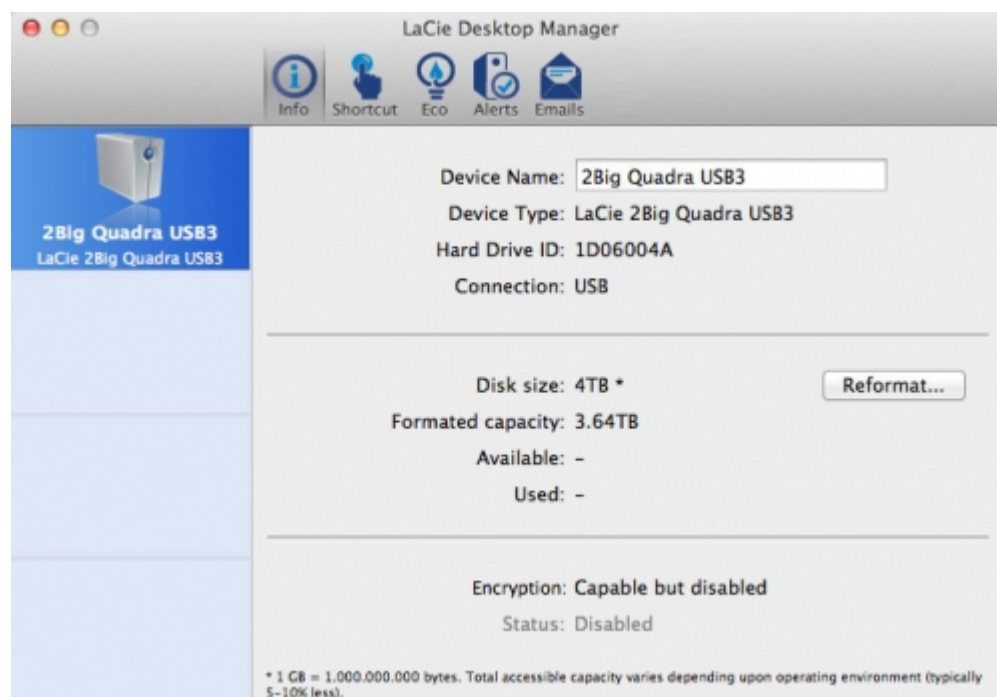 LaCie Desktop Manager
Info Shortcut Eco Alerts Emails
2Big Quadra USB3
LaCie 2Big Quadra USB3
Device Name: 2Big Quadra USB3
Device Type: LaCie 2Big Quadra USB3
Hard Drive ID: 1D06004A
Connection: USB
Disk size: 4TB *
Reformat...
Formated capacity: 3.64TB
Available: –
Used: –
Encryption: Capable but disabled
Status: Disabled
* 1 GB = 1.000.000.000 bytes. Total accessible capacity varies depending upon operating environment (typically
5–10% less).